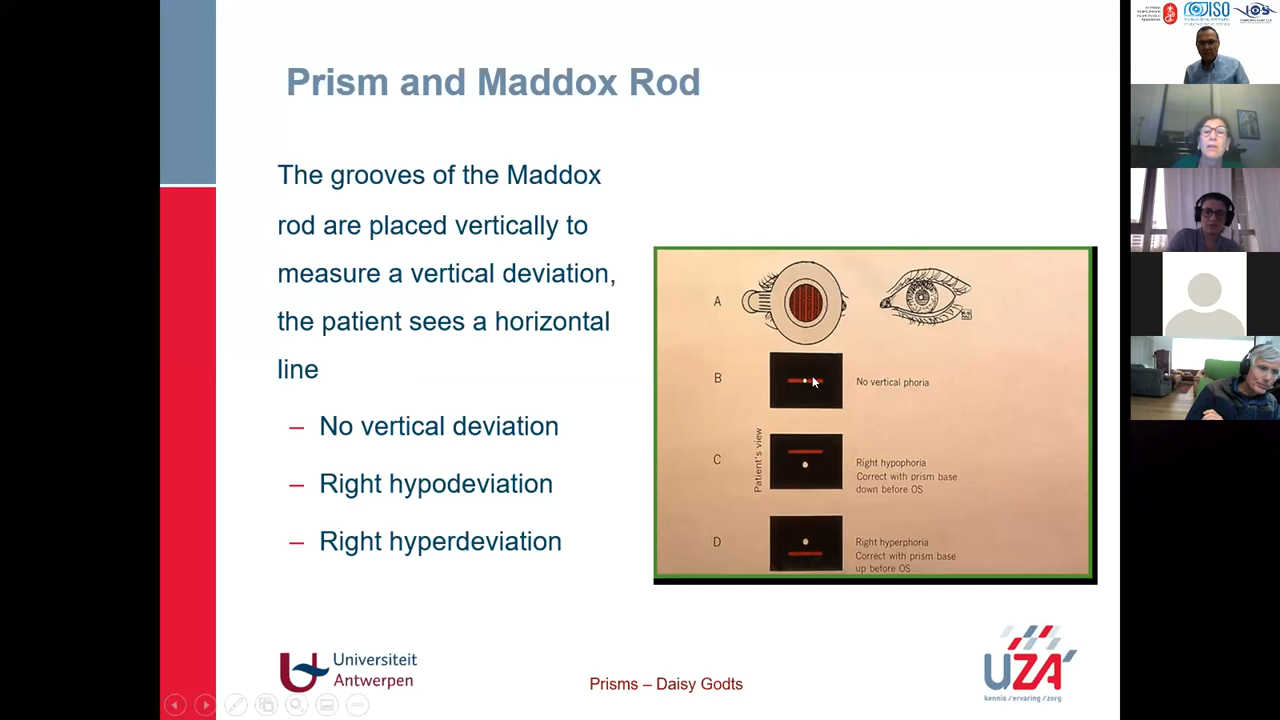 Prism and Maddox Rod
The grooves of the Maddox
rod are placed vertically to
measure a vertical deviation,
the patient sees a horizontal
line
– No vertical deviation
– Right hypodeviation
– Right hyperdeviation
A
B
No vertical phoria
Patient's view
C
Right hypophoria
Correct with prism base
down before OS
D
Right hyperphoria
Correct with prism base
up before OS
Universiteit
Antwerpen
Prisms – Daisy Godts
UZA
kennis / ervaring / zorg
ISO
IOS